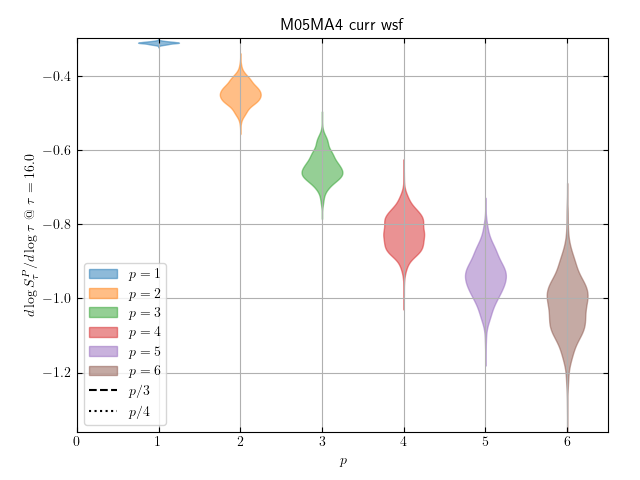 M05MA4 curr wsf
d log S_τ^P / d log τ @ τ = 16.0
−0.4
−0.6
−0.8
−1.0
−1.2
p = 1
p = 2
p = 3
p = 4
p = 5
p = 6
p/3
p/4
0 1 2 3 4 5 6
p